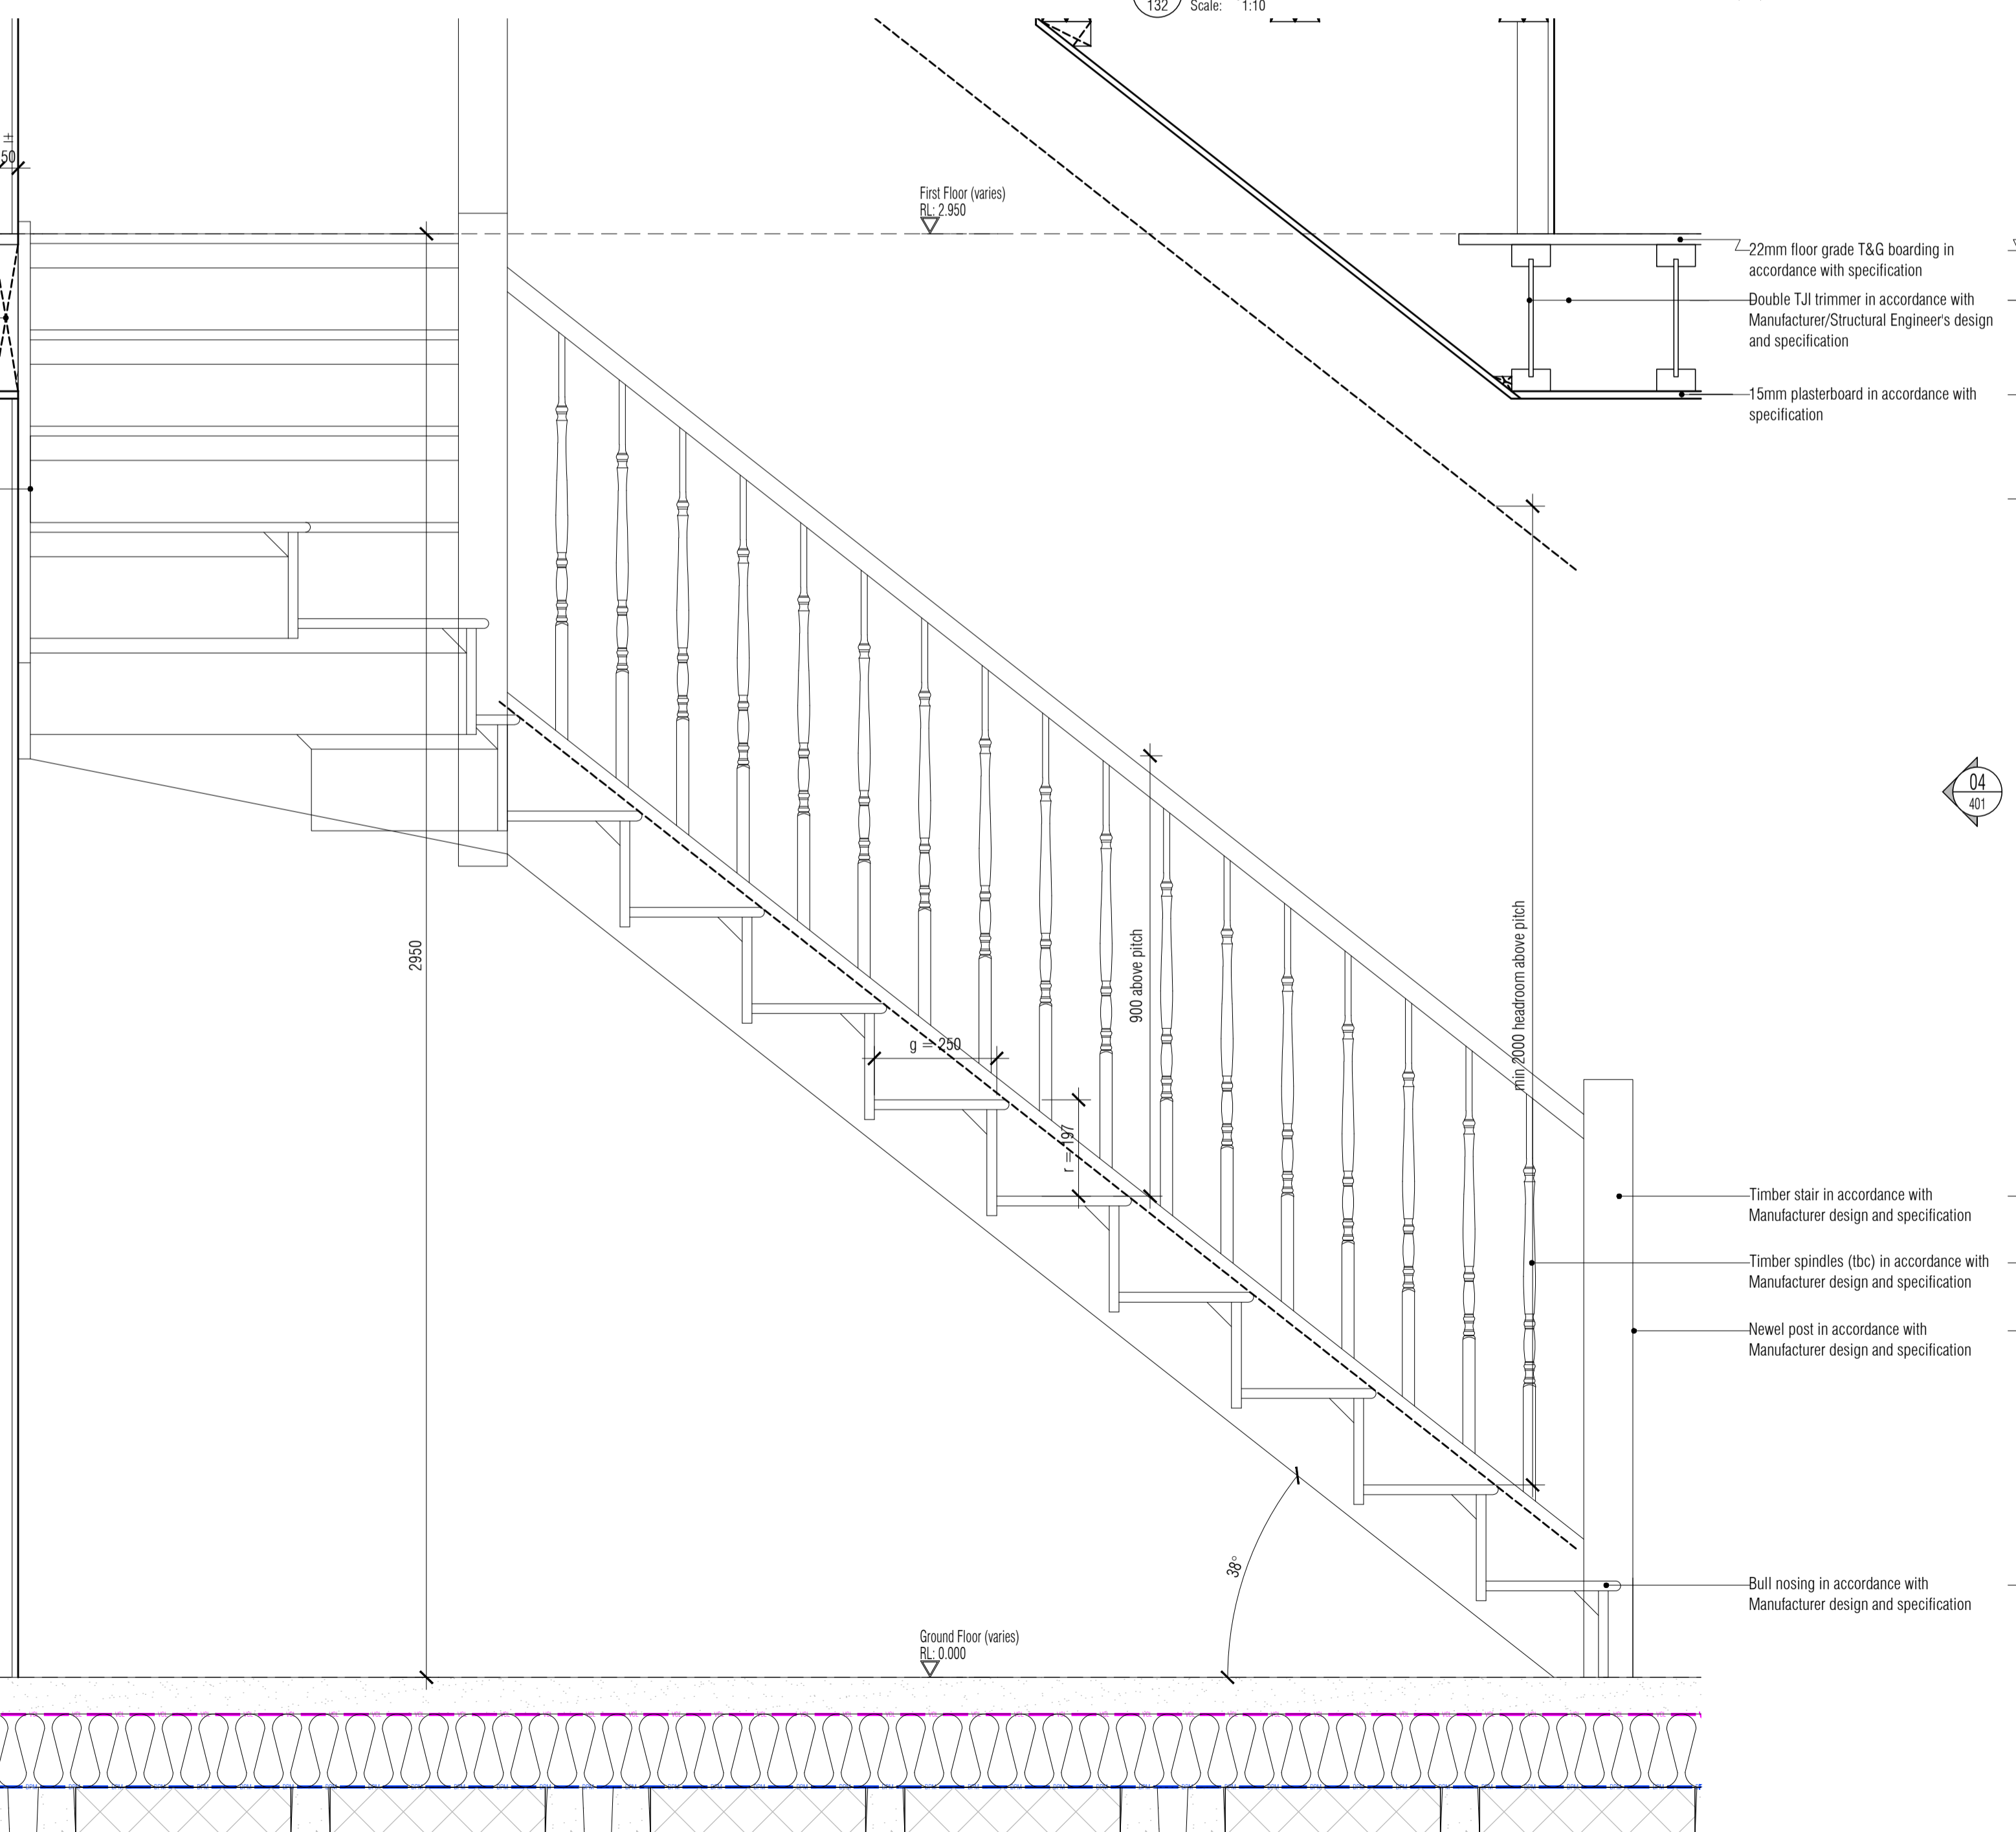 132
Scale: 1:10
±
50
First Floor (varies)
RL: 2.950
22mm floor grade T&G boarding in
accordance with specification
Double TJI trimmer in accordance with
Manufacturer/Structural Engineer's design
and specification
15mm plasterboard in accordance with
specification
04
401
2950
900 above pitch
min 2000 headroom above pitch
g = 250
r = 197
Timber stair in accordance with
Manufacturer design and specification
Timber spindles (tbc) in accordance with
Manufacturer design and specification
Newel post in accordance with
Manufacturer design and specification
38°
Bull nosing in accordance with
Manufacturer design and specification
Ground Floor (varies)
RL: 0.000